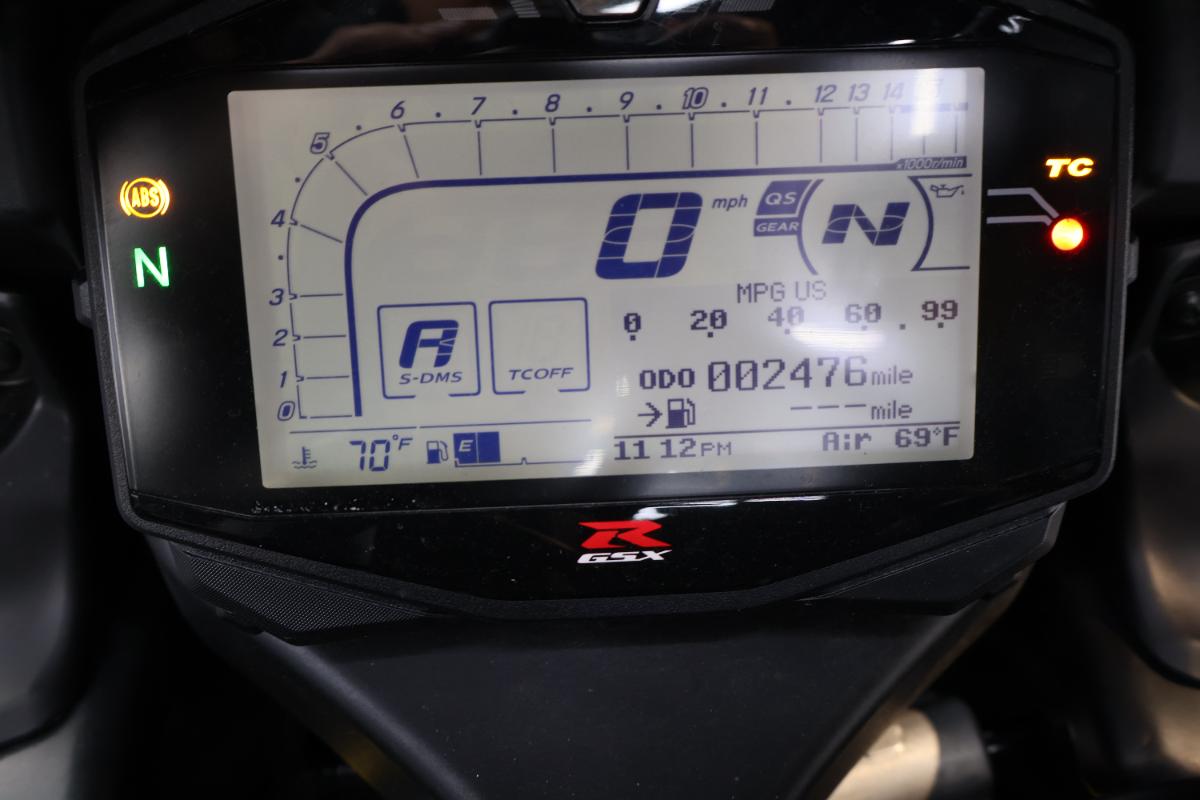 6 . 7 . 8 . 9 . 10 . 11 . 12 13 14
5
x1000r/min
TC
ABS
0 mph
QS
GEAR
N
N
4
3
2
1
0
MPG US
0 20 40 60 . 99
A
S-DMS
TC OFF
ODO 002476 mile
--- mile
70°F
E
11 12 PM
Air 69°F
R
GSX